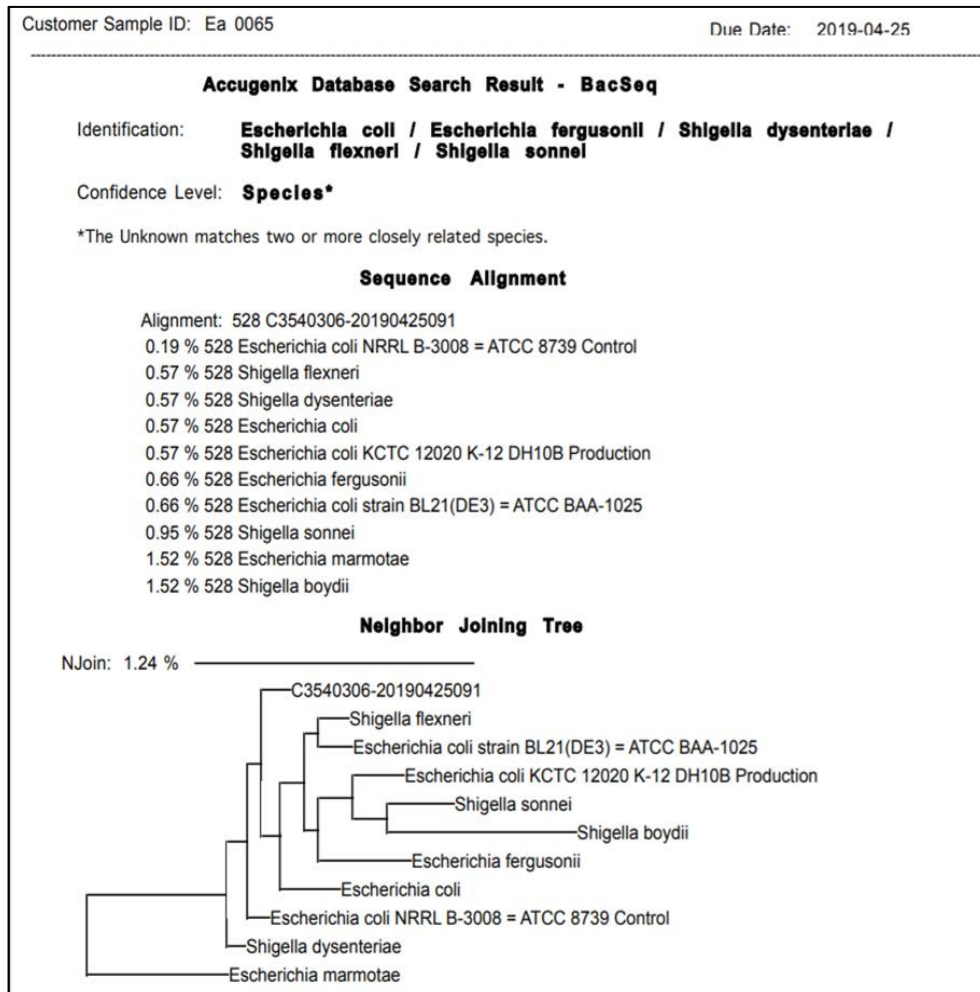 Customer Sample ID: Ea 0065
Due Date: 2019-04-25
Accugenix Database Search Result - BacSeq
Identification: Escherichia coli / Escherichia fergusonii / Shigella dysenteriae /
Shigella flexneri / Shigella sonnei
Confidence Level: Species*
*The Unknown matches two or more closely related species.
Sequence Alignment
Alignment: 528 C3540306-20190425091
0.19 % 528 Escherichia coli NRRL B-3008 = ATCC 8739 Control
0.57 % 528 Shigella flexneri
0.57 % 528 Shigella dysenteriae
0.57 % 528 Escherichia coli
0.57 % 528 Escherichia coli KCTC 12020 K-12 DH10B Production
0.66 % 528 Escherichia fergusonii
0.66 % 528 Escherichia coli strain BL21(DE3) = ATCC BAA-1025
0.95 % 528 Shigella sonnei
1.52 % 528 Escherichia marmotae
1.52 % 528 Shigella boydii
Neighbor Joining Tree
NJoin: 1.24 %
C3540306-20190425091
Shigella flexneri
Escherichia coli strain BL21(DE3) = ATCC BAA-1025
Escherichia coli KCTC 12020 K-12 DH10B Production
Shigella sonnei
Shigella boydii
Escherichia fergusonii
Escherichia coli
Escherichia coli NRRL B-3008 = ATCC 8739 Control
Shigella dysenteriae
Escherichia marmotae